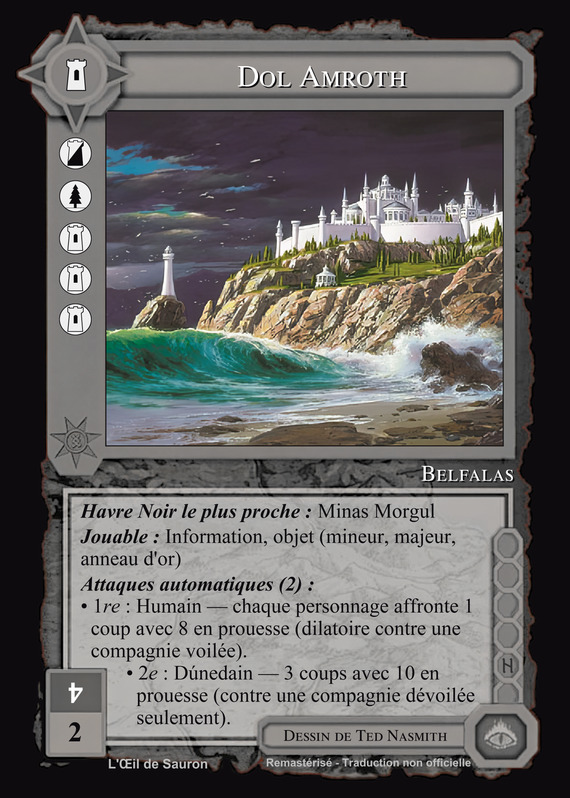 Dol Amroth
Belfalas
Havre Noir le plus proche : Minas Morgul
Jouable : Information, objet (mineur, majeur,
anneau d'or)
Attaques automatiques (2) :
• 1re : Humain — chaque personnage affronte 1
coup avec 8 en prouesse (dilatoire contre une
compagnie voilée).
• 2e : Dúnedain — 3 coups avec 10 en
prouesse (contre une compagnie dévoilée
seulement).
2
Dessin de Ted Nasmith
L'Œil de Sauron
Remastérisé - Traduction non officielle